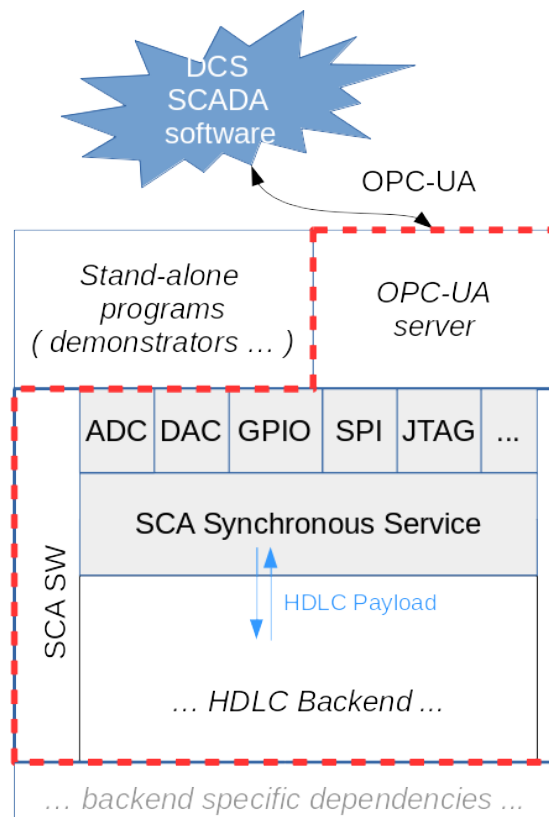 DCS
SCADA
software
OPC-UA
Stand-alone
programs
( demonstrators ... )
OPC-UA
server
ADC
DAC
GPIO
SPI
JTAG
...
SCA SW
SCA Synchronous Service
HDLC Payload
... HDLC Backend ...
... backend specific dependencies ...